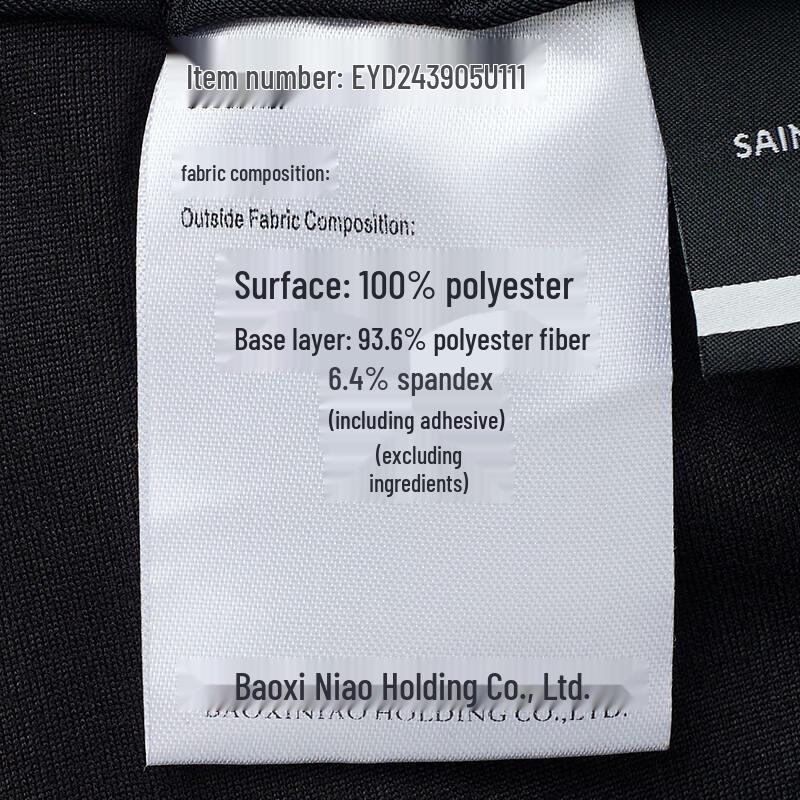 Item number: EYD243905U111
fabric composition:
Outside Fabric Composition:
Surface: 100% polyester
Base layer: 93.6% polyester fiber
6.4% spandex
(including adhesive)
(excluding
ingredients)
Baoxi Niao Holding Co., Ltd.
BAOXINIAO HOLDING CO.,LTD.
SAIN